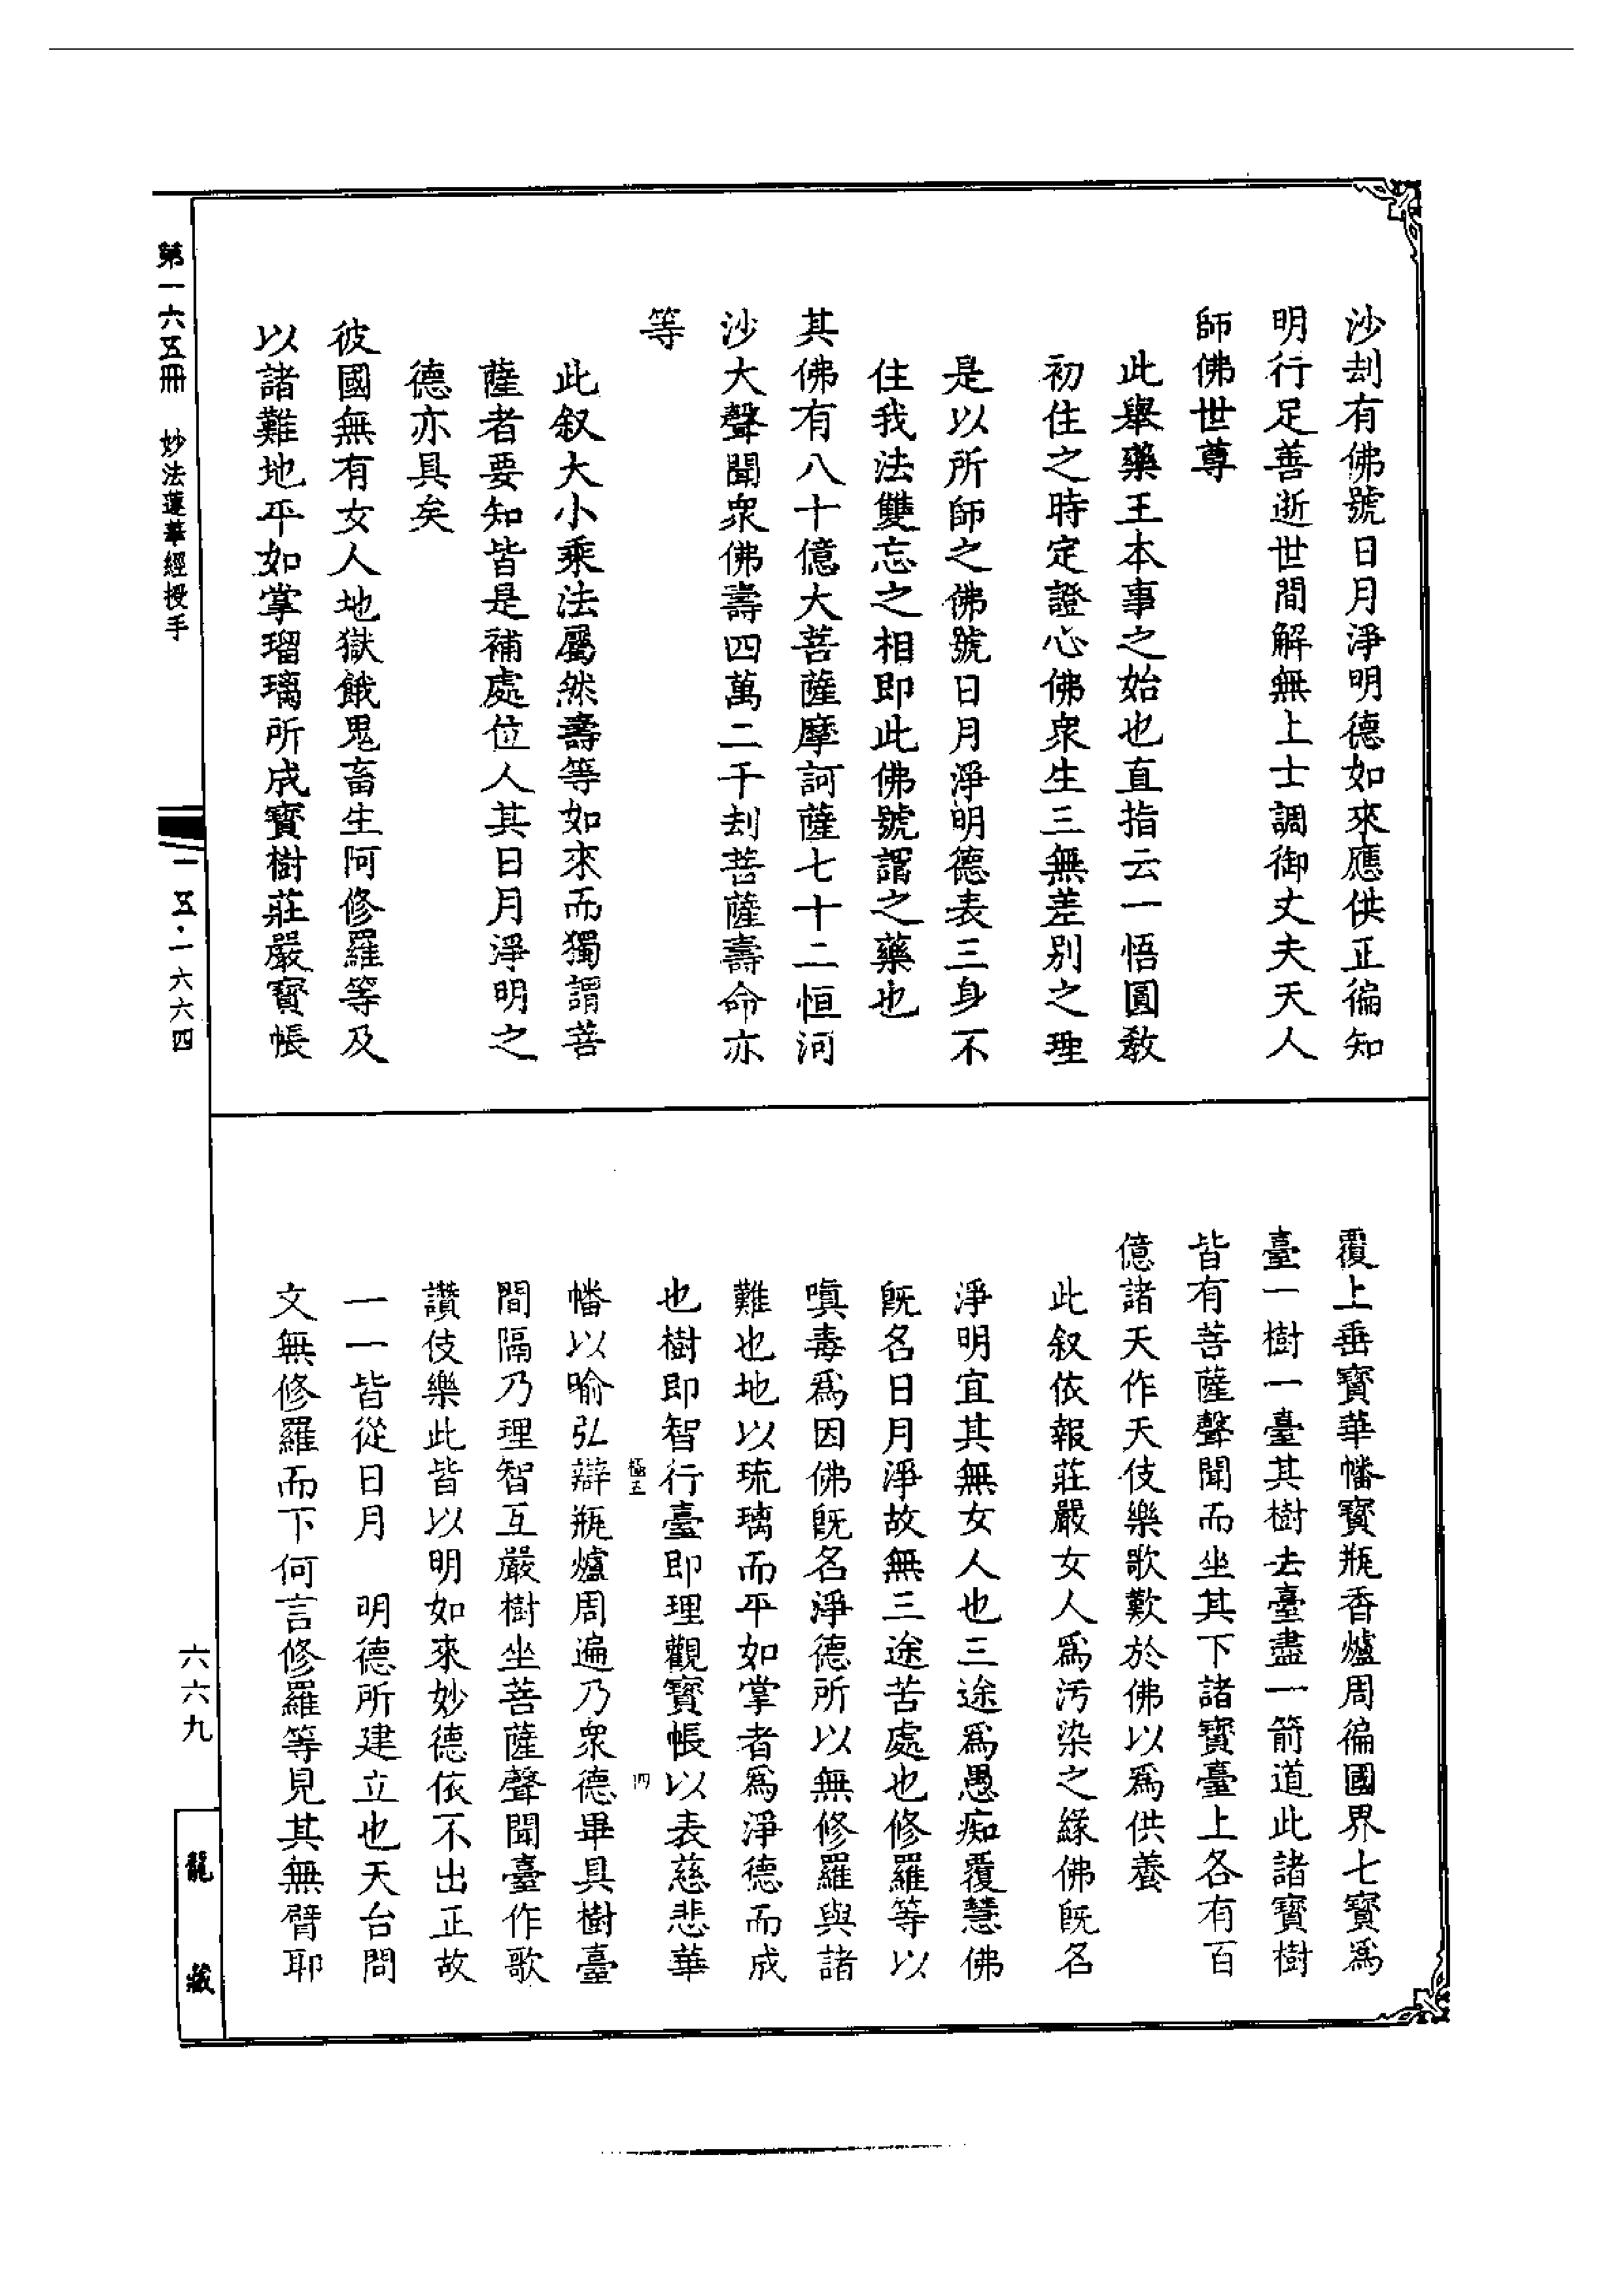 沙刦有佛號日月淨明德如來應供正徧知
明行足善逝世間解無上士調御丈夫天人
師佛世尊
此舉藥王本事之始也直指云一悟圓教
初住之時定證心佛衆生三無差別之理
是以所師之佛號日月淨明德表三身不
住我法雙忘之相即此佛號謂之藥也
其佛有八十億大菩薩摩訶薩七十二恒河
沙大聲聞衆佛壽四萬二千刦菩薩壽命亦
等
此叙大小乘法屬然壽等如來而獨謂菩
薩者要知皆是補處位人其日月淨明之
德亦具矣
彼國無有女人地獄餓鬼畜生阿修羅等及
以諸難地平如掌瑠璃所成寳樹莊嚴寳帳
覆上垂寳華幡寳瓶香爐周徧國界七寳爲
臺一樹一臺其樹去臺盡一箭道此諸寳樹
皆有菩薩聲聞而坐其下諸寳臺上各有百
億諸天作天伎樂歌歎於佛以爲供養
此叙依報莊嚴女人爲汚染之緣佛旣名
淨明宜其無女人也三途爲愚痴覆慧佛
旣名日月淨故無三途苦處也修羅等以
嗔毒爲因佛旣名淨德所以無修羅與諸
難也地以琉璃而平如掌者爲淨德而成
也樹即智行臺即理觀寳帳以表慈悲華
幡以喻弘辯瓶爐周遍乃衆德畢具樹臺
間隔乃理智互嚴樹坐菩薩聲聞臺作歌
讚伎樂此皆以明如來妙德依不出正故
一一皆從日月　明德所建立也天台問
文無修羅而下何言修羅等見其無臂耶
四
第一六五冊　妙法蓮華經授手
一五·一六六四
六六九
龍藏